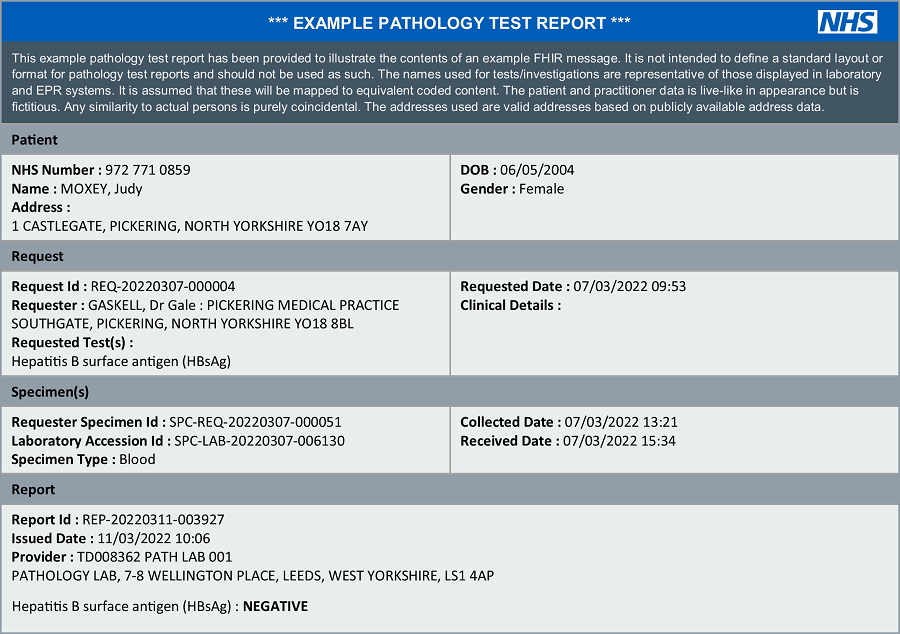 *** EXAMPLE PATHOLOGY TEST REPORT ***
NHS
This example pathology test report has been provided to illustrate the contents of an example FHIR message. It is not intended to define a standard layout or
format for pathology test reports and should not be used as such. The names used for tests/investigations are representative of those displayed in laboratory
and EPR systems. It is assumed that these will be mapped to equivalent coded content. The patient and practitioner data is live-like in appearance but is
fictitious. Any similarity to actual persons is purely coincidental. The addresses used are valid addresses based on publicly available address data.
Patient
NHS Number : 972 771 0859
Name : MOXEY, Judy
Address :
1 CASTLEGATE, PICKERING, NORTH YORKSHIRE YO18 7AY
DOB : 06/05/2004
Gender : Female
Request
Request Id : REQ-20220307-000004
Requester : GASKELL, Dr Gale : PICKERING MEDICAL PRACTICE
SOUTHGATE, PICKERING, NORTH YORKSHIRE YO18 8BL
Requested Test(s) :
Hepatitis B surface antigen (HBsAg)
Requested Date : 07/03/2022 09:53
Clinical Details :
Specimen(s)
Requester Specimen Id : SPC-REQ-20220307-000051
Laboratory Accession Id : SPC-LAB-20220307-006130
Specimen Type : Blood
Collected Date : 07/03/2022 13:21
Received Date : 07/03/2022 15:34
Report
Report Id : REP-20220311-003927
Issued Date : 11/03/2022 10:06
Provider : TD008362 PATH LAB 001
PATHOLOGY LAB, 7-8 WELLINGTON PLACE, LEEDS, WEST YORKSHIRE, LS1 4AP
Hepatitis B surface antigen (HBsAg) : NEGATIVE